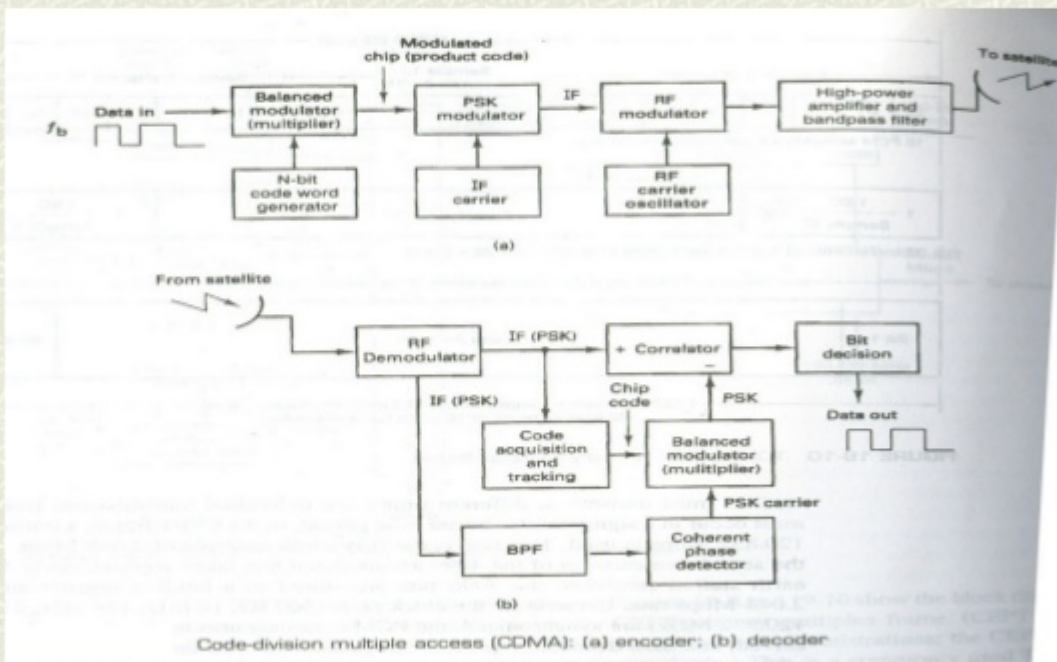 Modulated
chip (product code)
To satellite
Data in
fb
Balanced
modulator
(multiplier)
PSK
modulator
IF
RF
modulator
High-power
amplifier and
bandpass filter
N-bit
code word
generator
IF
carrier
RF
carrier
oscillator
(a)
From satellite
RF
Demodulator
IF (PSK)
+ Corralator
−
Bit
decision
IF (PSK)
Chip
code
PSK
Data out
Code
acquisition
and
tracking
Balanced
modulator
(mulitiplier)
PSK carrier
BPF
Coherent
phase
detector
(b)
Code-division multiple access (CDMA): (a) encoder; (b) decoder